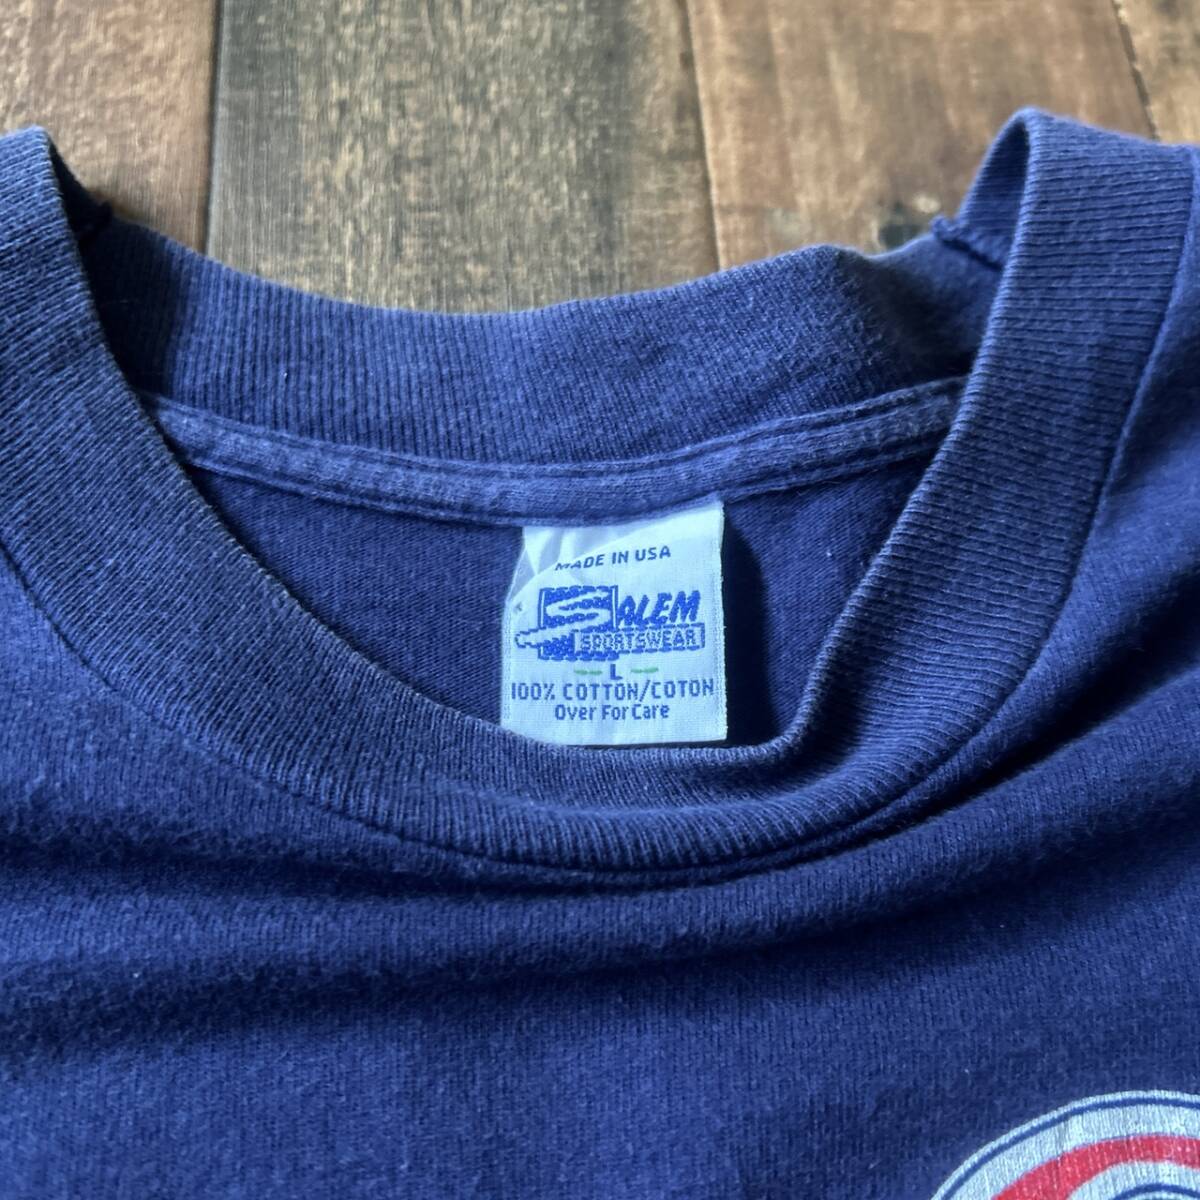 MADE IN USA
SALEM
SPORTSWEAR
L
100% COTTON/COTON
Over For Care